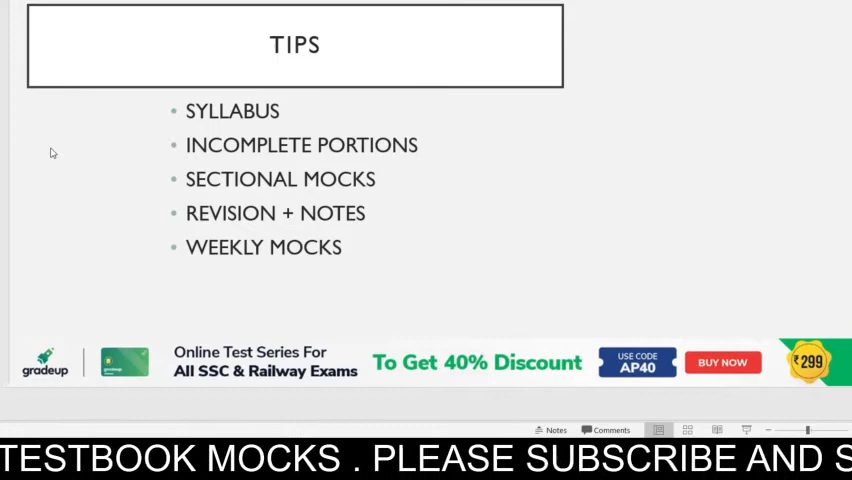 TIPS
• SYLLABUS
• INCOMPLETE PORTIONS
• SECTIONAL MOCKS
• REVISION + NOTES
• WEEKLY MOCKS
gradeup
Online Test Series For
All SSC & Railway Exams
To Get 40% Discount
USE CODE
AP40
BUY NOW
₹299
Notes
Comments
TESTBOOK MOCKS . PLEASE SUBSCRIBE AND S